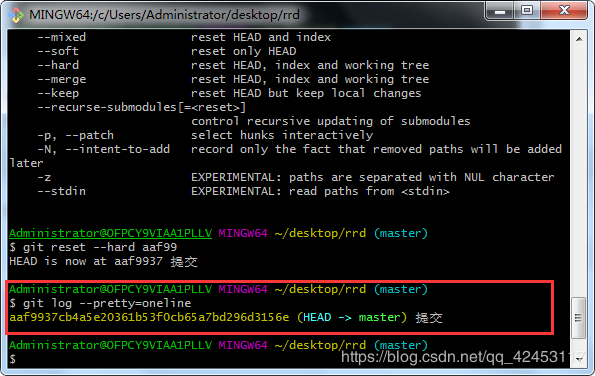 MINGW64:/c/Users/Administrator/desktop/rrd
--mixed reset HEAD and index
--soft reset only HEAD
--hard reset HEAD, index and working tree
--merge reset HEAD, index and working tree
--keep reset HEAD but keep local changes
--recurse-submodules[=<reset>]
control recursive updating of submodules
-p, --patch select hunks interactively
-N, --intent-to-add record only the fact that removed paths will be added
later
-z EXPERIMENTAL: paths are separated with NUL character
--stdin EXPERIMENTAL: read paths from <stdin>
Administrator@OFPCY9VIAA1PLLV MINGW64 ~/desktop/rrd (master)
$ git reset --hard aaf99
HEAD is now at aaf9937 提交
Administrator@OFPCY9VIAA1PLLV MINGW64 ~/desktop/rrd (master)
$ git log --pretty=oneline
aaf9937cb4a5e20361b53f0cb65a7bd296d3156e (HEAD -> master) 提交
Administrator@OFPCY9VIAA1PLLV MINGW64 ~/desktop/rrd (master)
$
https://blog.csdn.net/qq_42453117